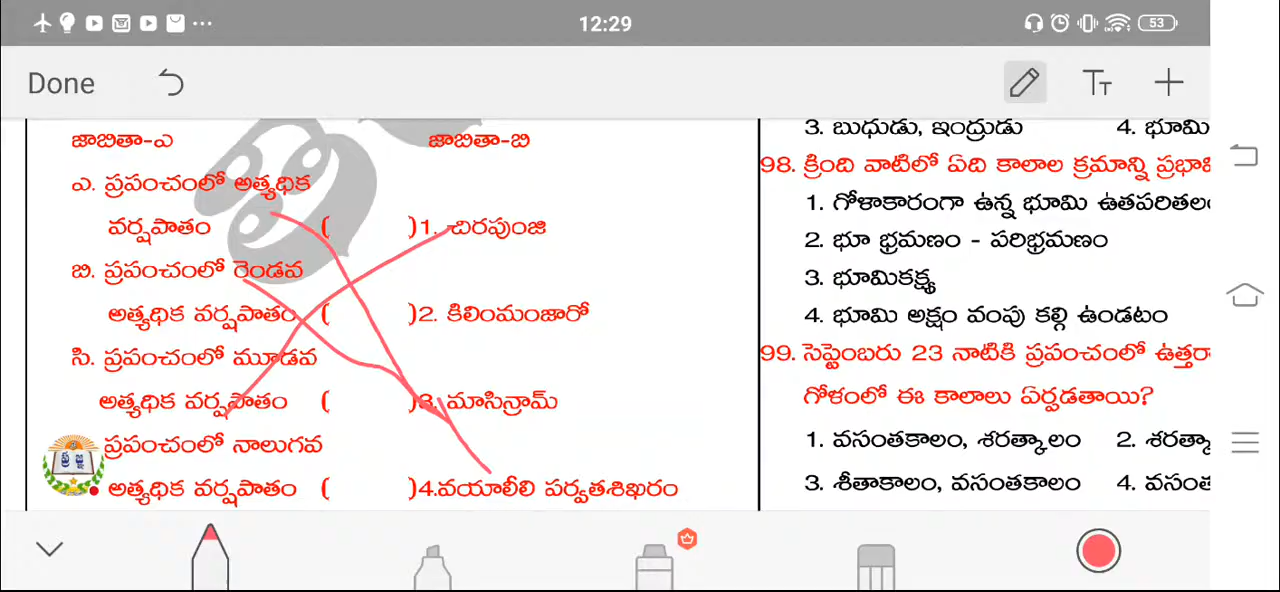 12:29
53
Done
జాబితా-ఎ జాబితా-బి
ఎ. ప్రపంచంలో అత్యధిక
వర్షపాతం ( )1. చిరపుంజి
బి. ప్రపంచంలో రెండవ
అత్యధిక వర్షపాతం ( )2. కిలింమంజారో
సి. ప్రపంచంలో మూడవ
అత్యధిక వర్షపాతం ( )3. మాసిన్రామ్
ప్రపంచంలో నాలుగవ
అత్యధిక వర్షపాతం ( )4.వయాలీలి పర్వతశిఖరం
3. బుధుడు, ఇంద్రుడు 4. భూమి
98. క్రింది వాటిలో ఏది కాలాల క్రమాన్ని
1. గోళాకారంగా ఉన్న భూమి
2. భూ భ్రమణం - పరిభ్రమణం
3. భూమికక్ష్య
4. భూమి అక్షం వంపు కల్గి ఉండటం
99. సెప్టెంబరు 23 నాటికి ప్రపంచంలో
గోళంలో ఈ కాలాలు ఏర్పడతాయి?
1. వసంతకాలం, శరత్కాలం 2.
3. శీతాకాలం, వసంతకాలం 4.